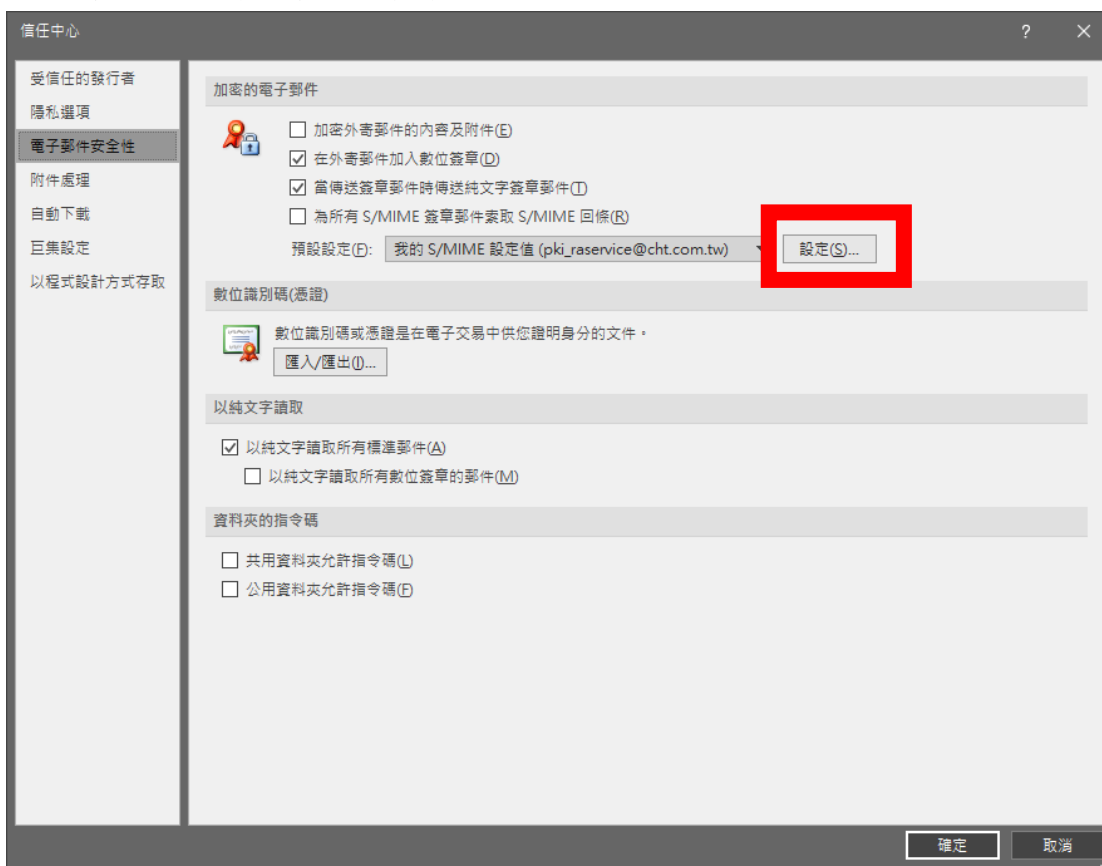 信任中心
?
受信任的發行者
隱私選項
電子郵件安全性
附件處理
自動下載
巨集設定
以程式設計方式存取
加密的電子郵件
加密外寄郵件的內容及附件(E)
在外寄郵件加入數位簽章(D)
當傳送簽章郵件時傳送純文字簽章郵件(T)
為所有 S/MIME 簽章郵件索取 S/MIME 回條(R)
預設設定(F): 我的 S/MIME 設定值 (pki_raservice@cht.com.tw) 設定(S)...
數位識別碼(憑證)
數位識別碼或憑證是在電子交易中供您證明身分的文件。
匯入/匯出(I)...
以純文字讀取
以純文字讀取所有標準郵件(A)
以純文字讀取所有數位簽章的郵件(M)
資料夾的指令碼
共用資料夾允許指令碼(L)
公用資料夾允許指令碼(F)
確定 取消